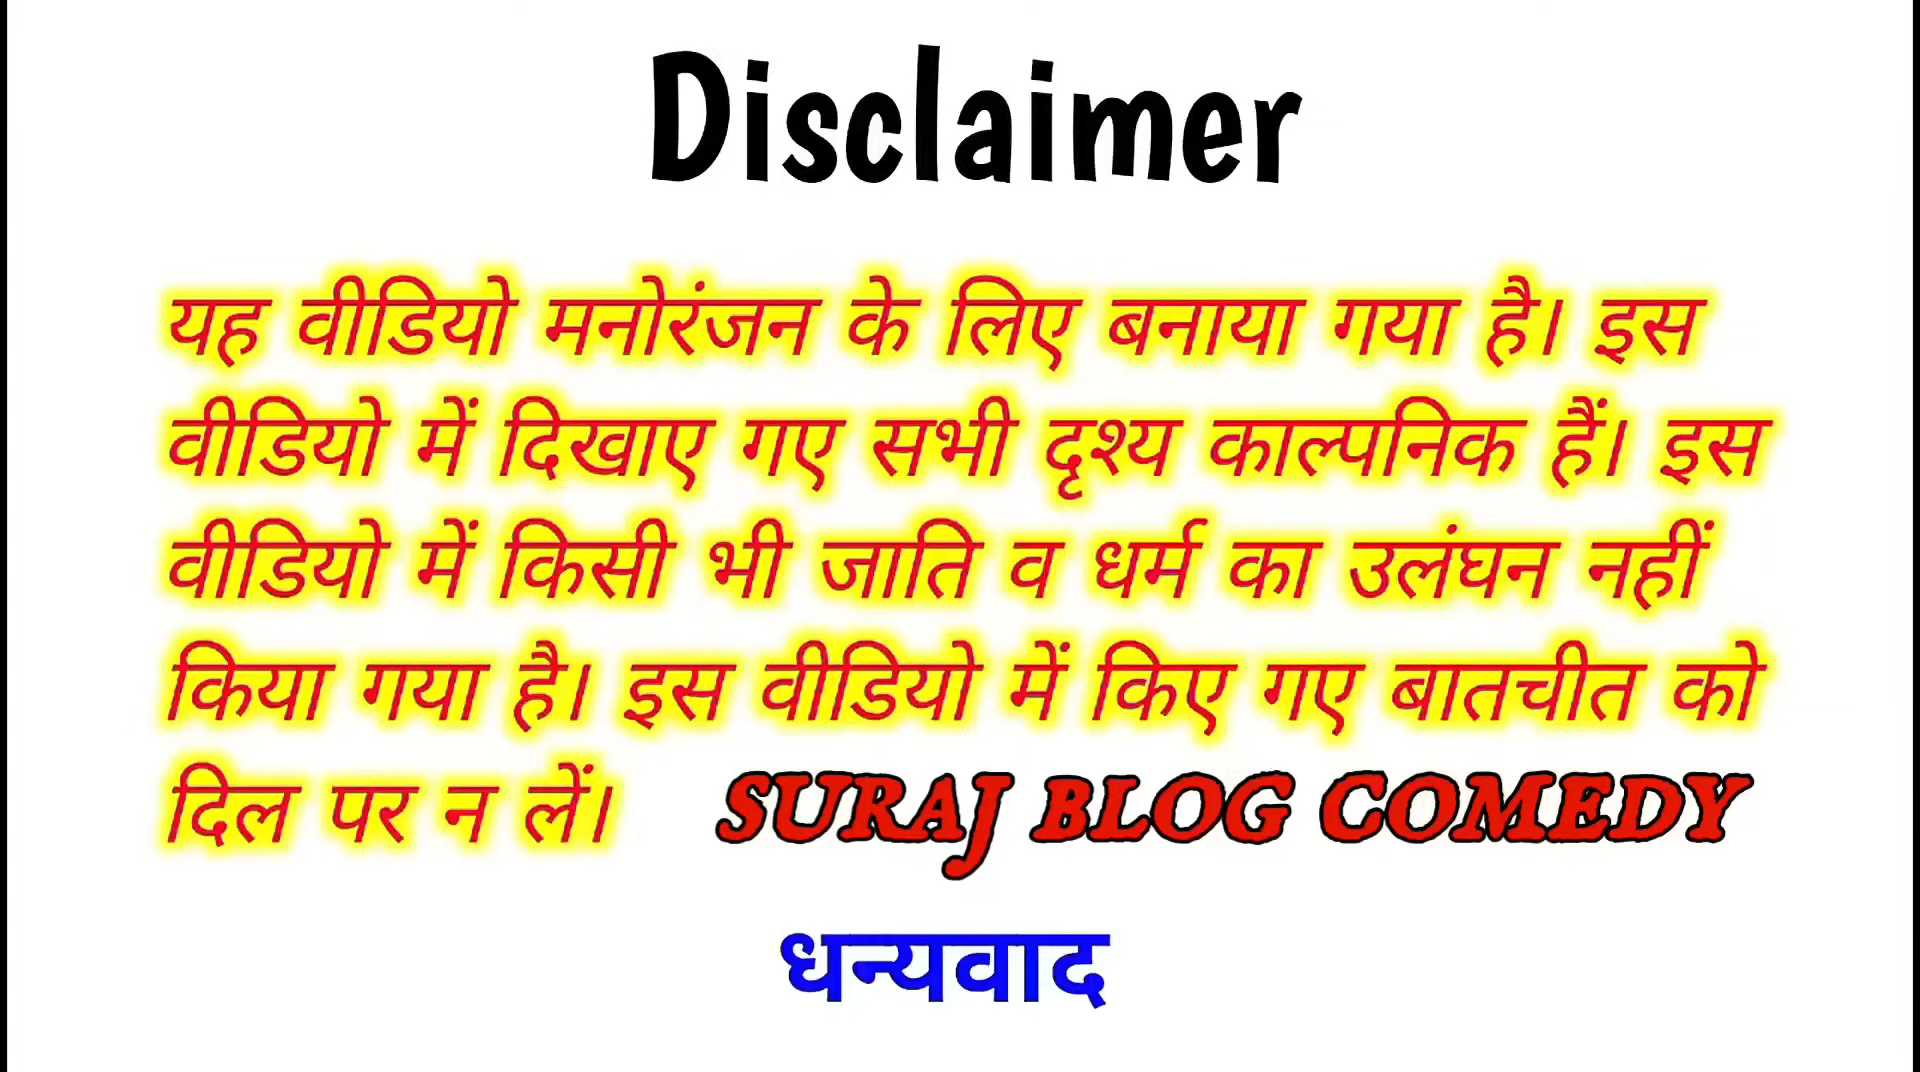 Disclaimer
यह वीडियो मनोरंजन के लिए बनाया गया है। इस
वीडियो में दिखाए गए सभी दृश्य काल्पनिक हैं। इस
वीडियो में किसी भी जाति व धर्म का उलंघन नहीं
किया गया है। इस वीडियो में किए गए बातचीत को
दिल पर न लें। SURAJ BLOG COMEDY
धन्यवाद